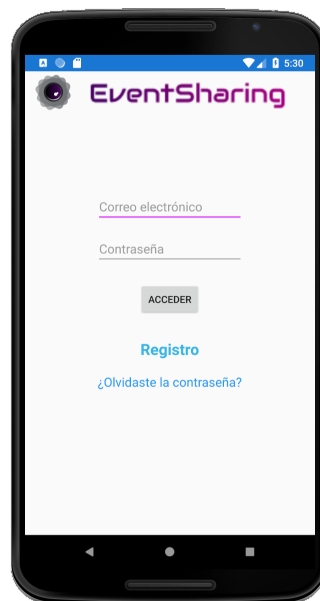 5:30
EventSharing
Correo electrónico
Contraseña
ACCEDER
Registro
¿Olvidaste la contraseña?